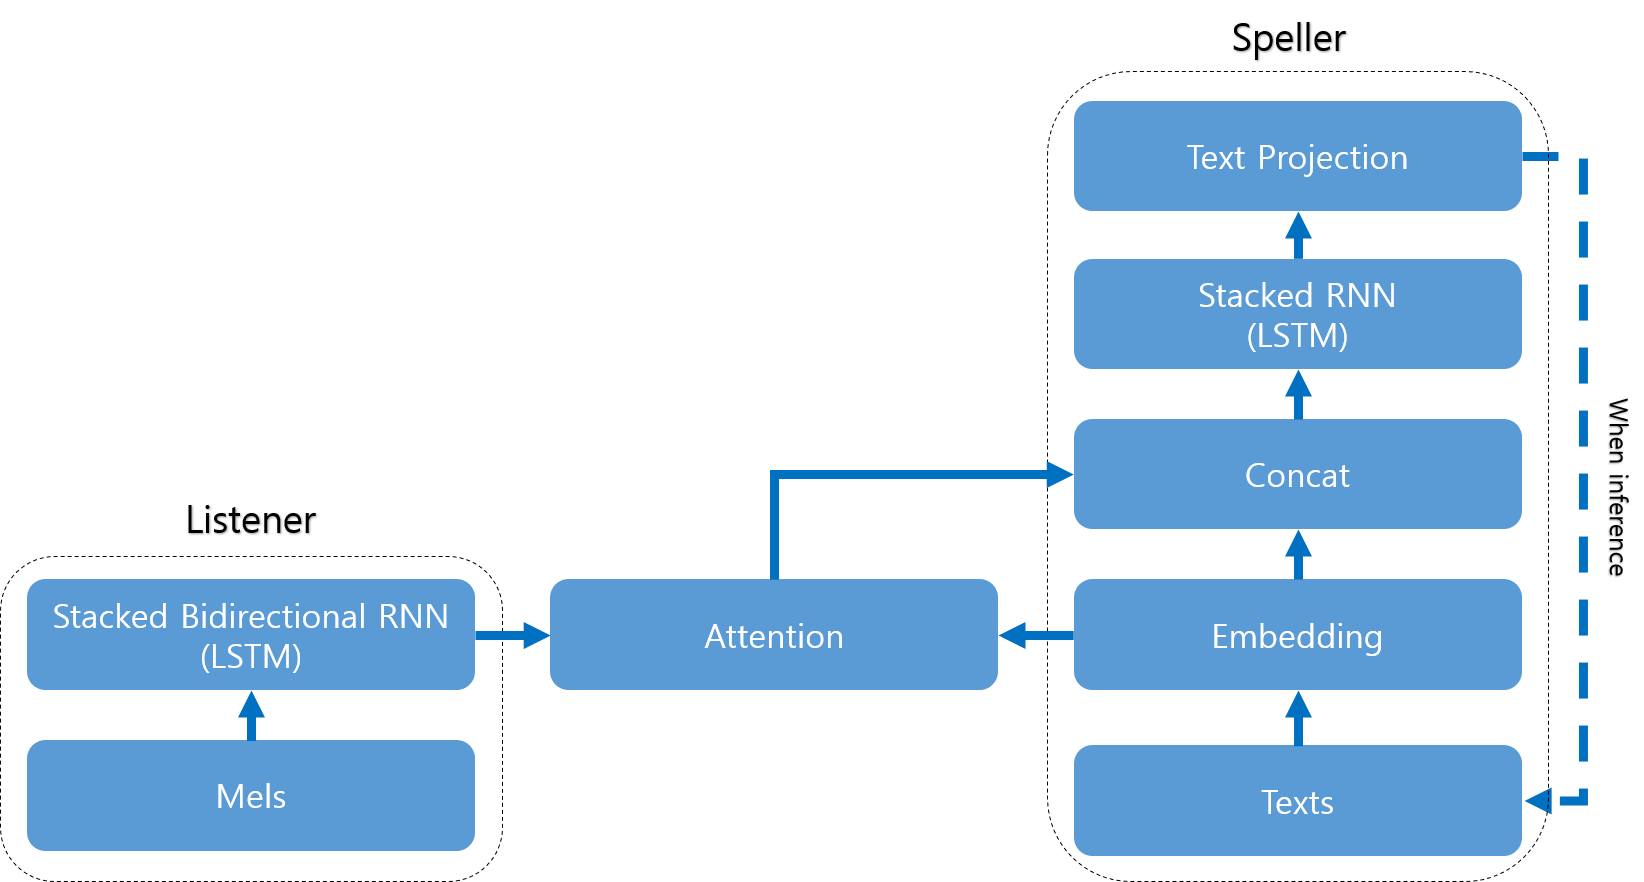 Speller
Text Projection
Stacked RNN
(LSTM)
Concat
When inference
Listener
Stacked Bidirectional RNN
(LSTM)
Attention
Embedding
Mels
Texts